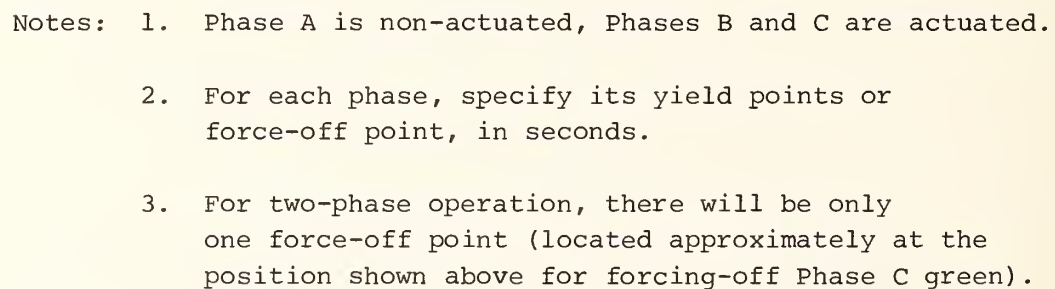 Notes: 1. Phase A is non-actuated, Phases B and C are actuated.
2. For each phase, specify its yield points or
force-off point, in seconds.
3. For two-phase operation, there will be only
one force-off point (located approximately at the
position shown above for forcing-off Phase C green).